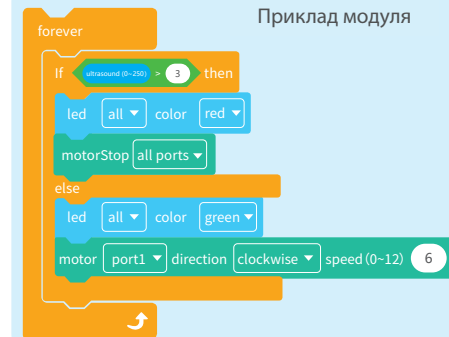 Приклад модуля
forever
If ultrasound (0~250) > 3 then
led all color red
motorStop all ports
else
led all color green
motor port1 direction clockwise speed (0~12) 6